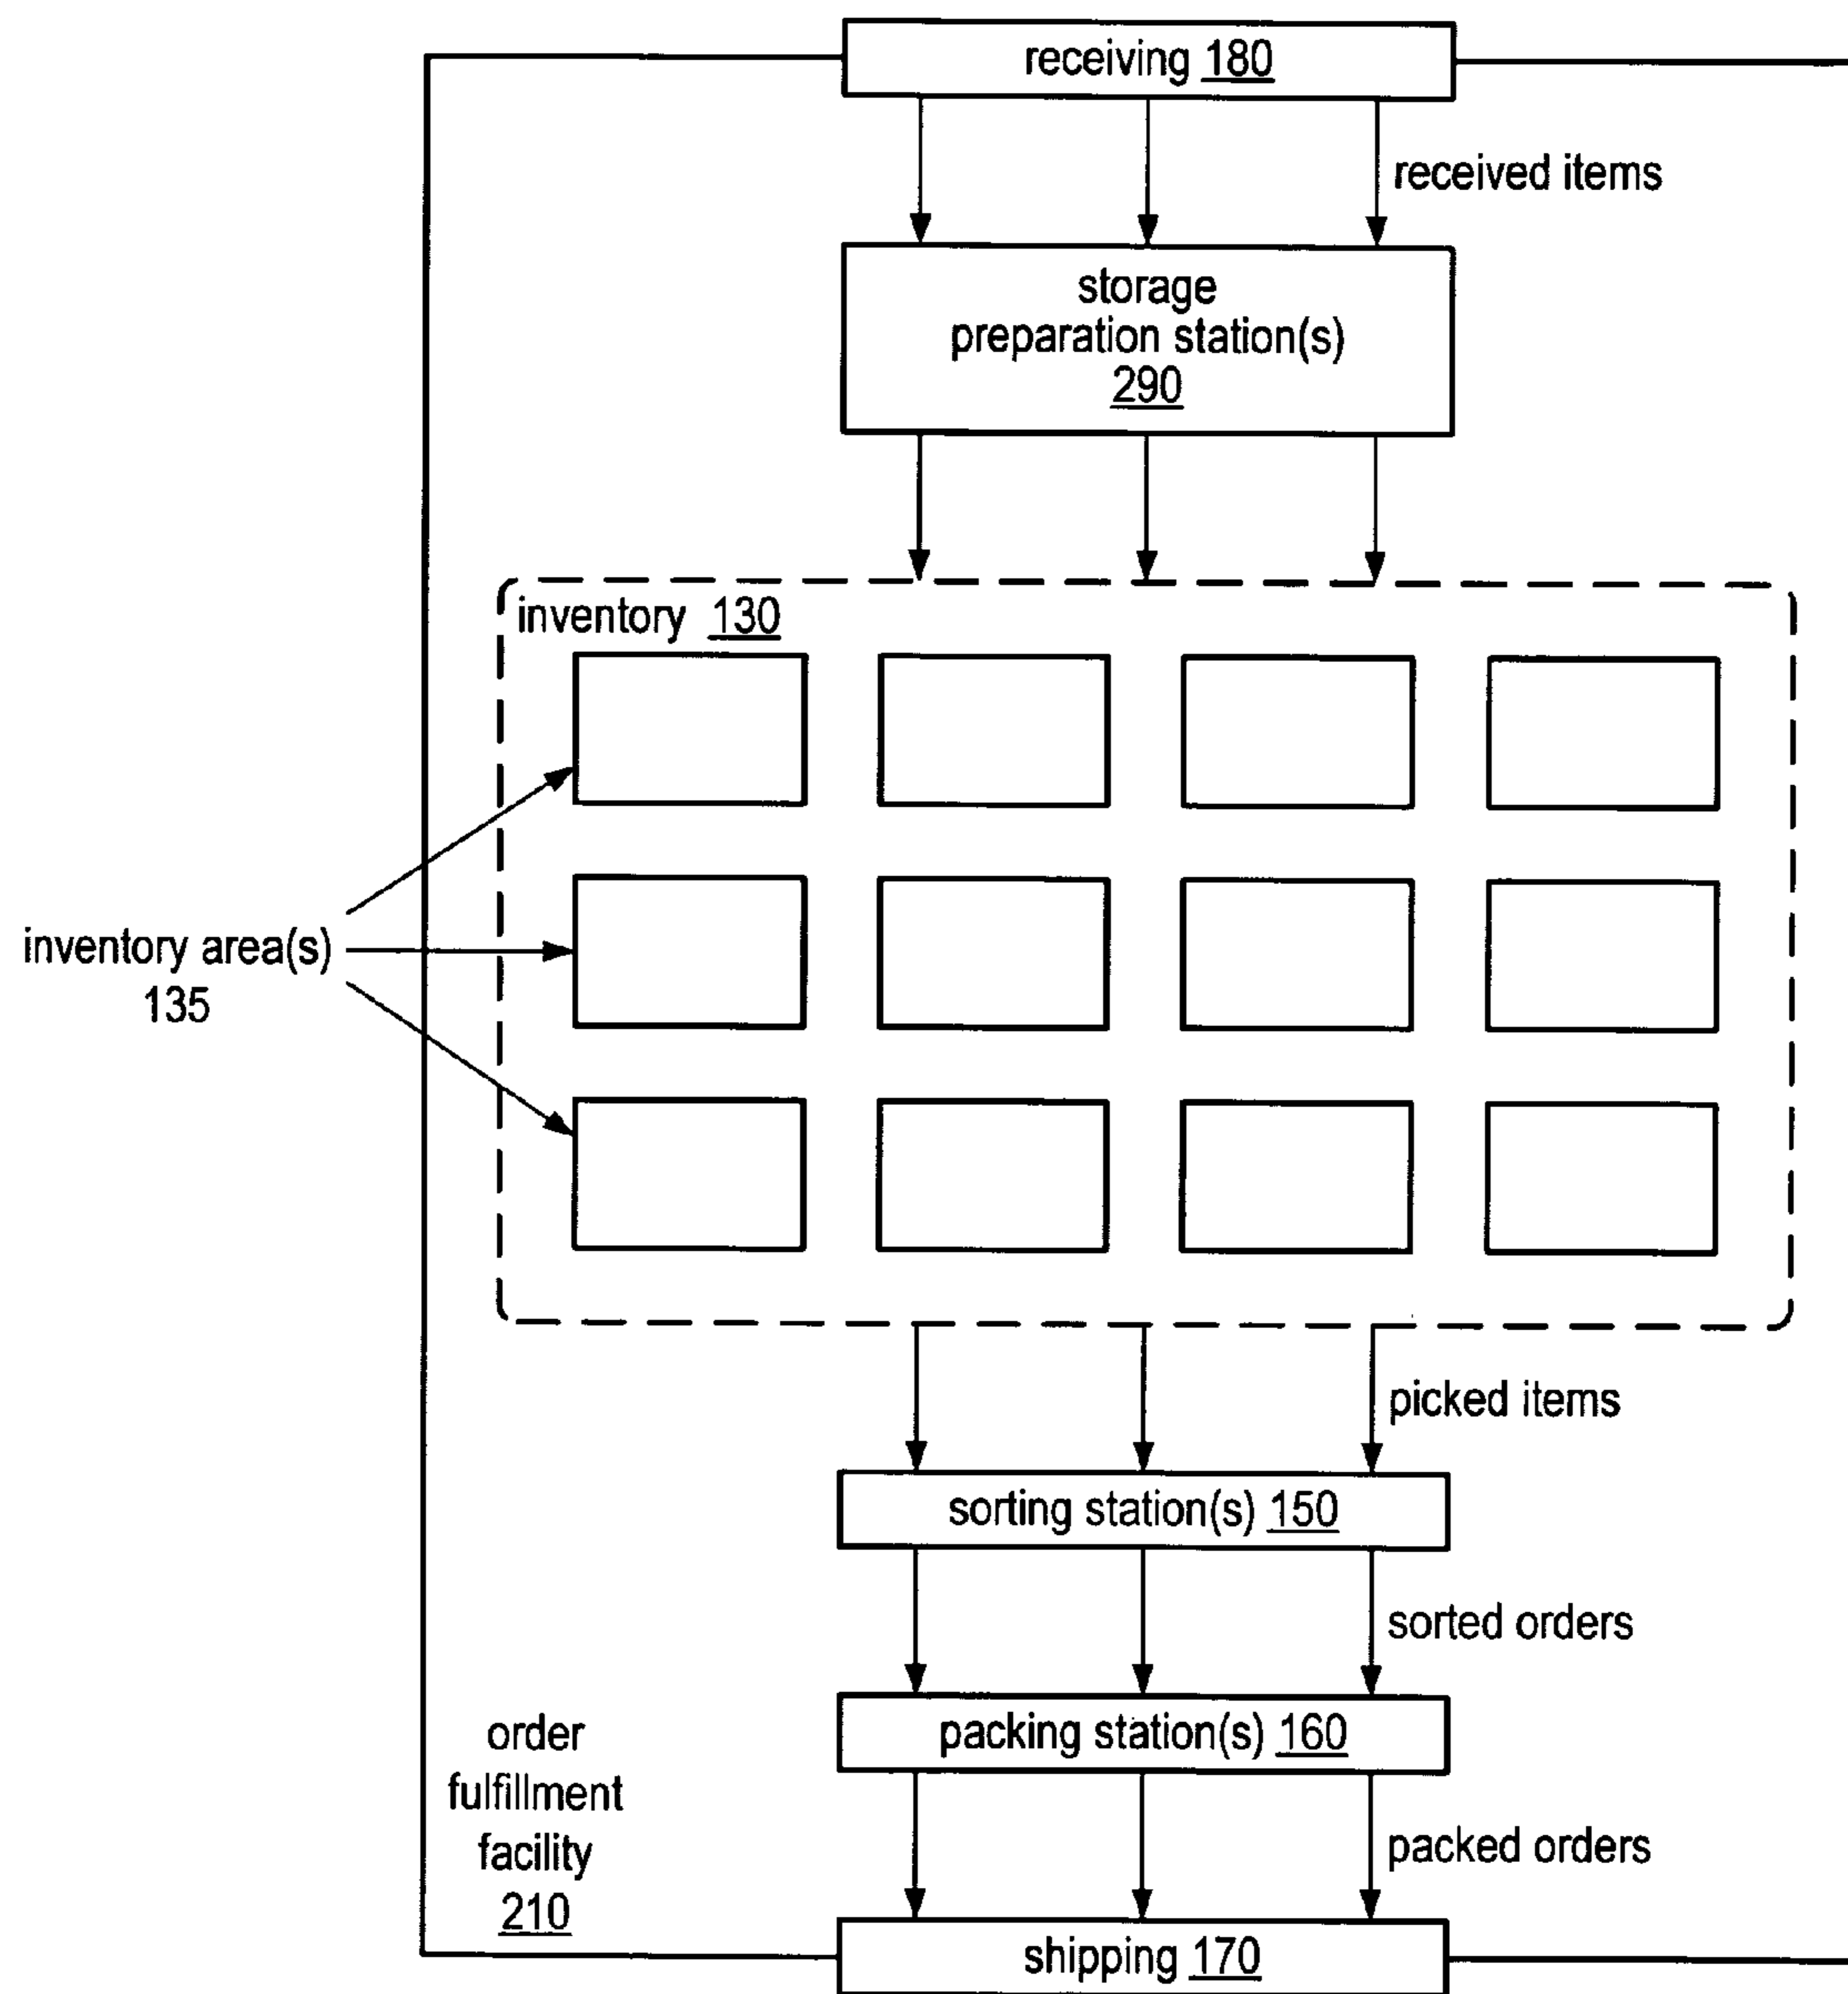 receiving 180
received items
storage
preparation station(s)
290
inventory 130
inventory area(s)
135
picked items
sorting station(s) 150
sorted orders
packing station(s) 160
order
fulfillment
facility
210
packed orders
shipping 170